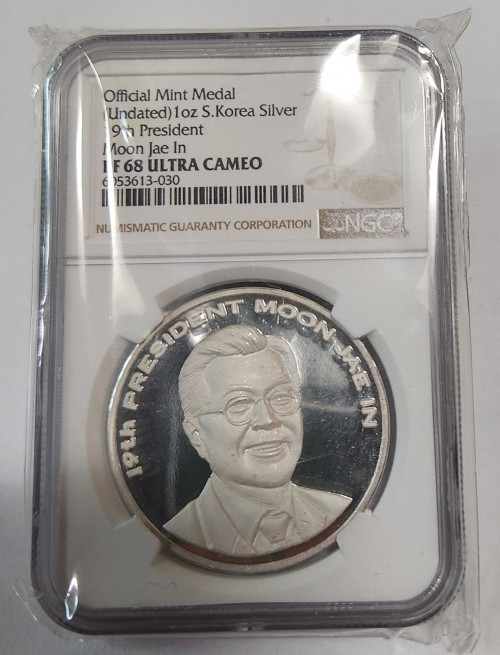 Official Mint Medal
(Undated)1oz S.Korea Silver
19th President
Moon Jae In
PF 68 ULTRA CAMEO
6053613-030
NUMISMATIC GUARANTY CORPORATION
NGC
19th PRESIDENT MOON JAE IN